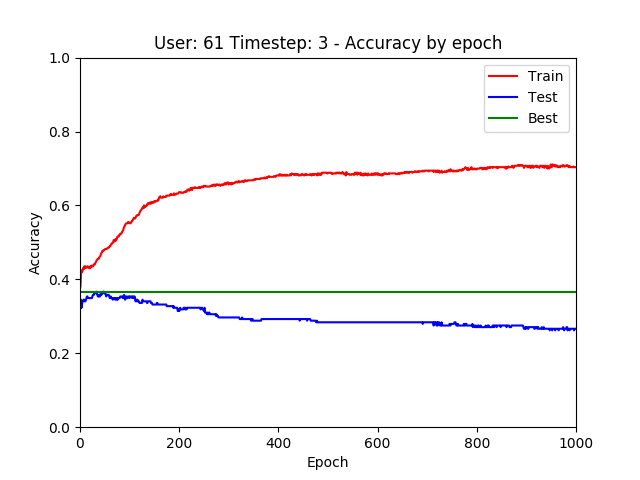 User: 61 Timestep: 3 - Accuracy by epoch
1.0
0.8
0.6
0.4
0.2
0.0
Accuracy
Train
Test
Best
0 200 400 600 800 1000
Epoch